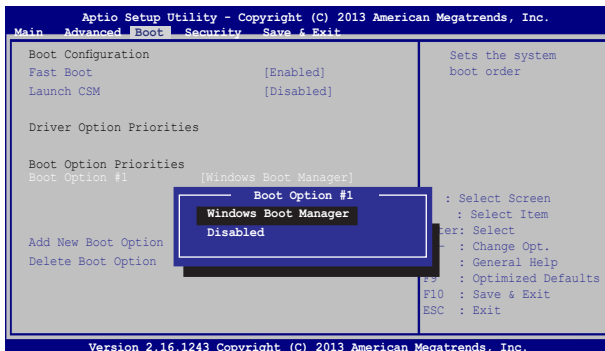 Aptio Setup Utility - Copyright (C) 2013 American Megatrends, Inc.
Main Advanced Boot Security Save & Exit
Boot Configuration
Fast Boot [Enabled]
Launch CSM [Disabled]
Driver Option Priorities
Boot Option Priorities
Boot Option #1 [Windows Boot Manager]
Boot Option #1
Windows Boot Manager
Disabled
Add New Boot Option
Delete Boot Option
Sets the system
boot order
: Select Screen
: Select Item
: Select
: Change Opt.
: General Help
F9 : Optimized Defaults
F10 : Save & Exit
ESC : Exit
Version 2.16.1243 Copyright (C) 2013 American Megatrends, Inc.